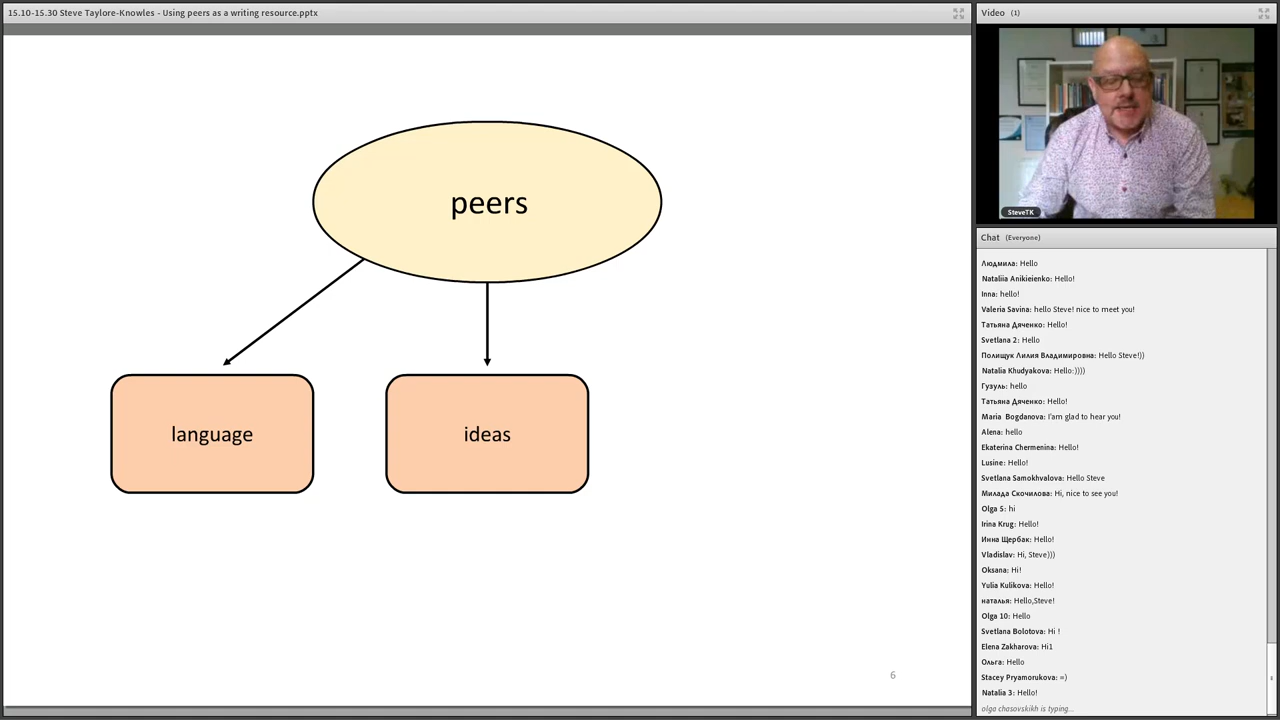 15.10-15.30 Steve Taylore-Knowles - Using peers as a writing resource.pptx
peers
language
ideas
6
Video (1)
SteveTK
Chat (Everyone)
Людмила: Hello
Nataliia Anikieienko: Hello!
Inna: hello!
Valeria Savina: hello Steve! nice to meet you!
Татьяна Дяченко: Hello!
Svetlana 2: Hello
Полищук Лилия Владимировна: Hello Steve!))
Natalia Khudyakova: Hello:))))
Гузуль: hello
Татьяна Дяченко: Hello!
Maria Bogdanova: I'am glad to hear you!
Alena: hello
Ekaterina Chermenina: Hello!
Lusine: Hello!
Svetlana Samokhvalova: Hello Steve
Милада Скочилова: Hi, nice to see you!
Olga 5: hi
Irina Krug: Hello!
Инна Щербак: Hello!
Vladislav: Hi, Steve)))
Oksana: Hi!
Yulia Kulikova: Hello!
наталья: Hello,Steve!
Olga 10: Hello
Svetlana Bolotova: Hi !
Elena Zakharova: Hi1
Ольга: Hello
Stacey Pryamorukova: =)
Natalia 3: Hello!
olga chasovskikh is typing...